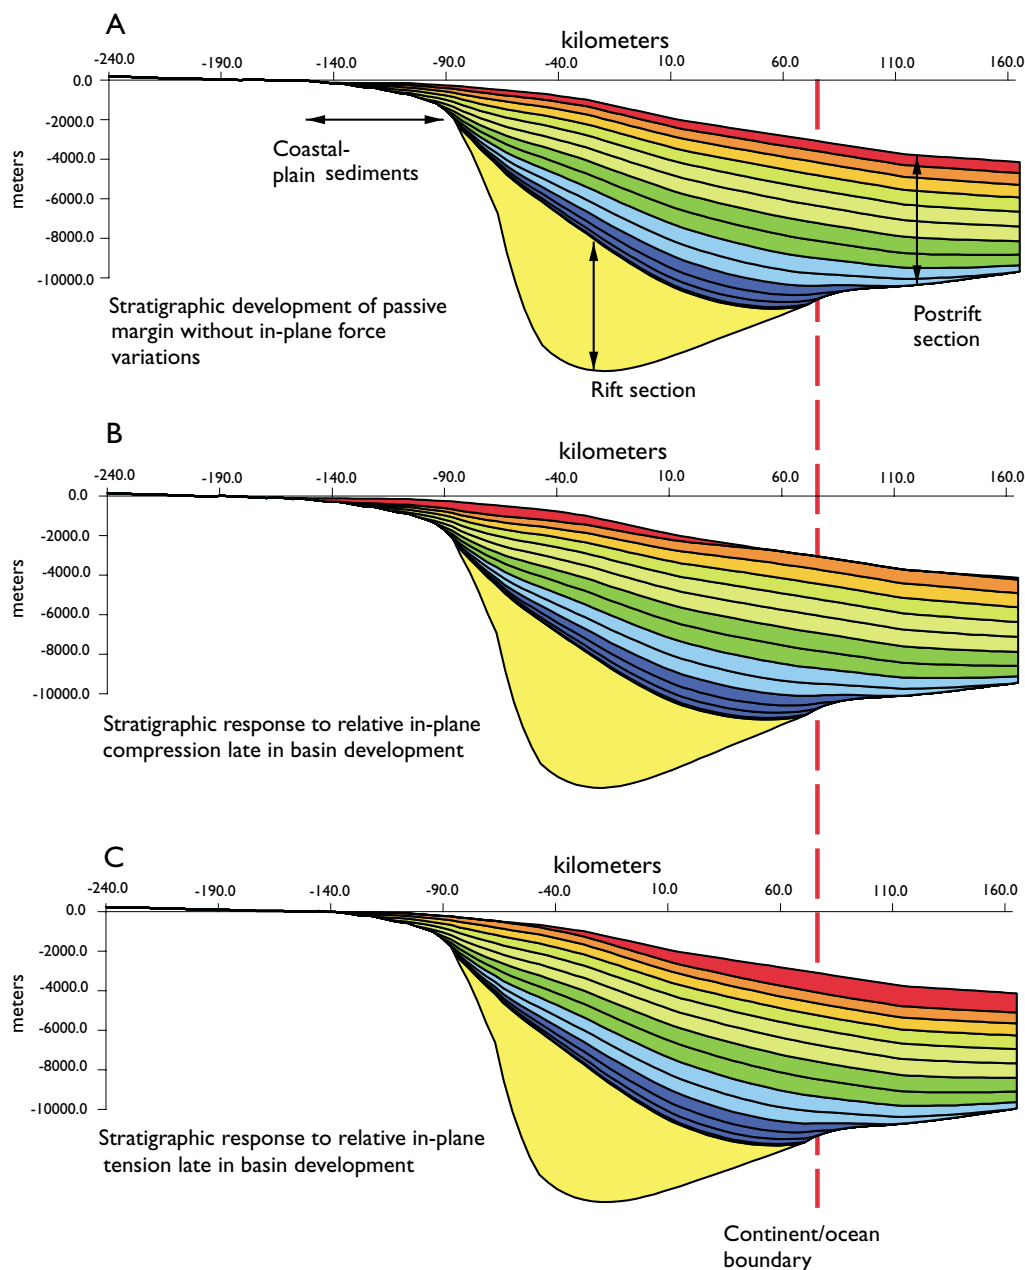 A
kilometers
-240.0 -190.0 -140.0 -90.0 -40.0 10.0 60.0 110.0 160.0
0.0
-2000.0
-4000.0
-6000.0
-8000.0
-10000.0
meters
Coastal-
plain sediments
Stratigraphic development of passive
margin without in-plane force
variations
Rift section
Postrift
section
B
kilometers
-240.0 -190.0 -140.0 -90.0 -40.0 10.0 60.0 110.0 160.0
0.0
-2000.0
-4000.0
-6000.0
-8000.0
-10000.0
meters
Stratigraphic response to relative in-plane
compression late in basin development
C
kilometers
-240.0 -190.0 -140.0 -90.0 -40.0 10.0 60.0 110.0 160.0
0.0
-2000.0
-4000.0
-6000.0
-8000.0
-10000.0
meters
Stratigraphic response to relative in-plane
tension late in basin development
Continent/ocean
boundary